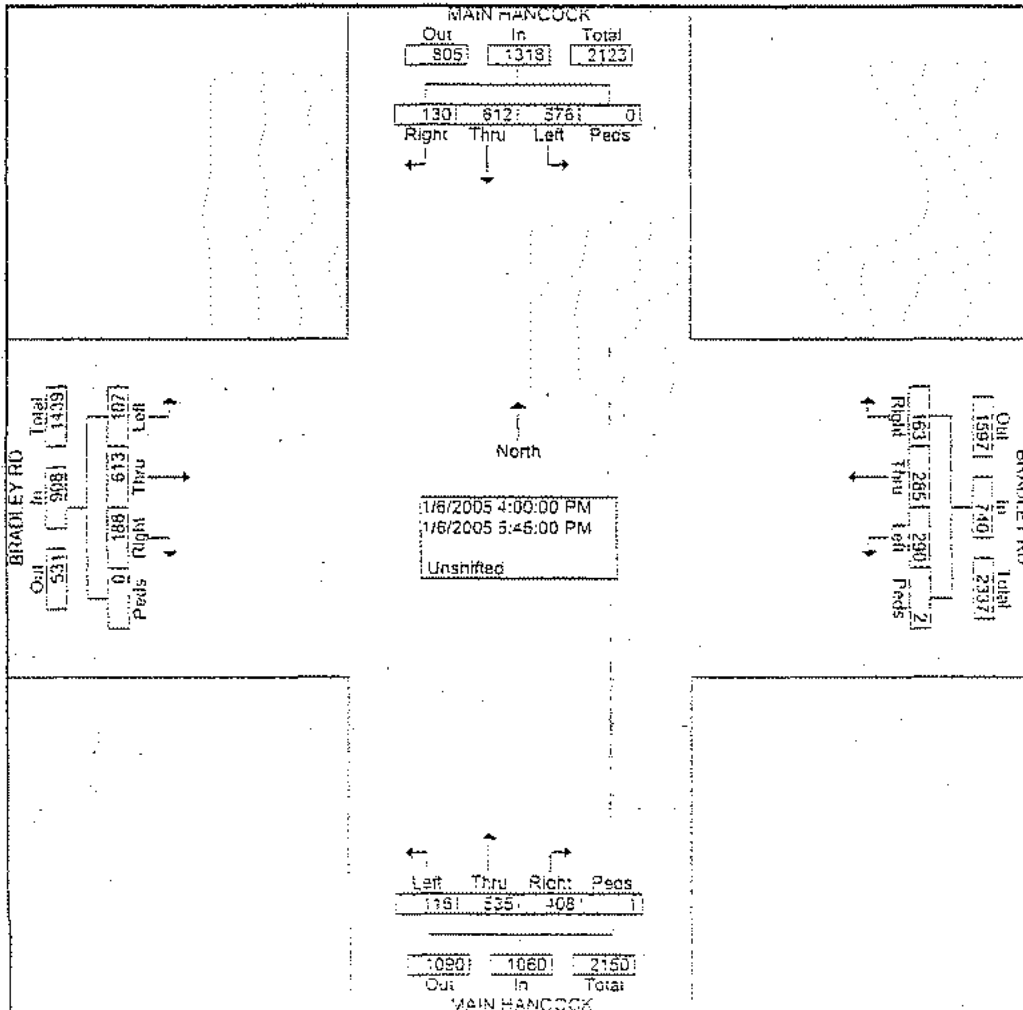 MAIN HANCOCK
Out In Total
805 1318 2123
130 612 576 0
Right Thru Left Peds
BRADLEY RD
Total In Out
1439 908 531
107 613 188 0
Left Thru Right Peds
North
1/6/2005 4:00:00 PM
1/6/2005 5:45:00 PM
Unshifted
Right Thru Left Peds
163 285 290 2
Out In Total
1597 740 2337
BRADLEY RD
Left Thru Right Peds
116 535 408 1
1090 1060 2150
Out In Total
MAIN HANCOCK